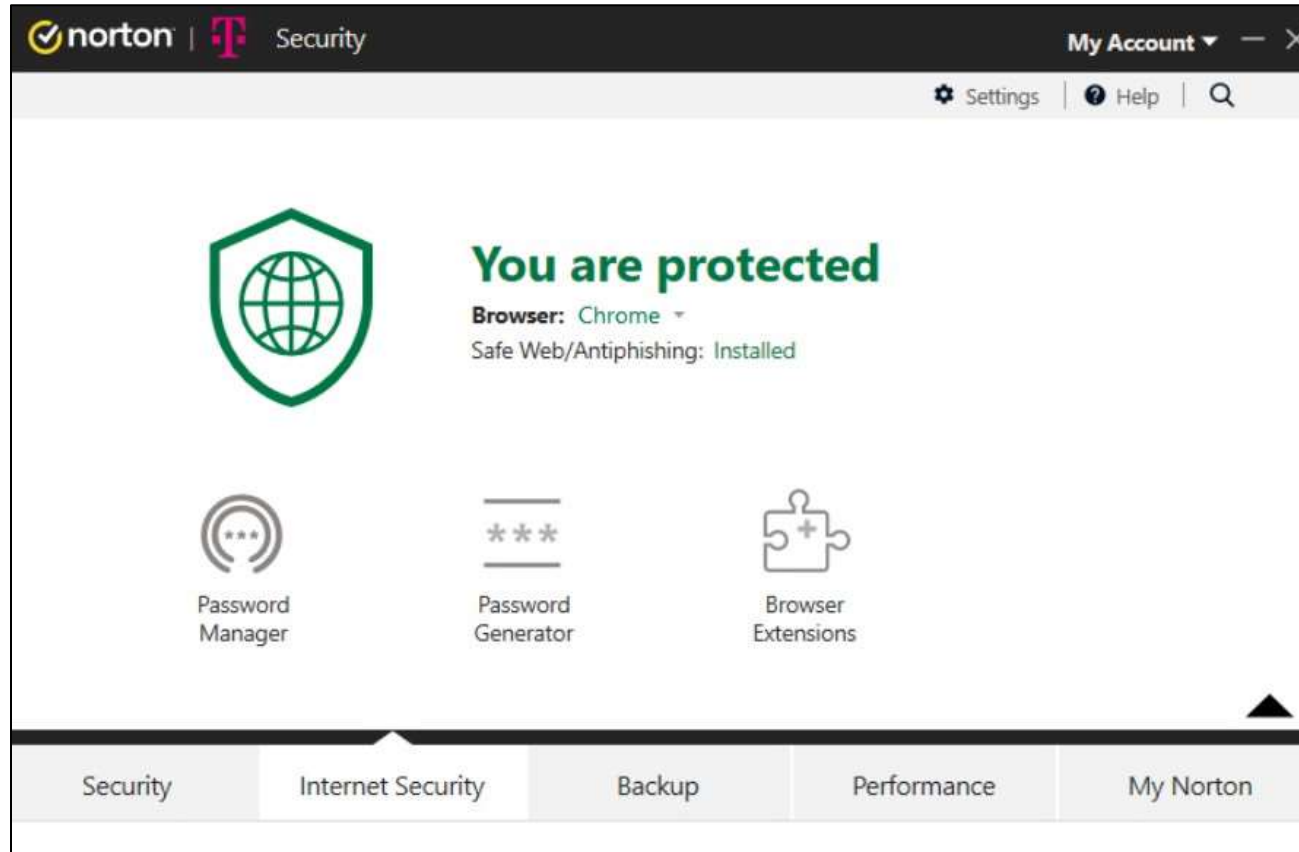 norton | T Security
My Account
Settings | Help |
You are protected
Browser: Chrome
Safe Web/Antiphishing: Installed
***
***
Password
Manager
Password
Generator
Browser
Extensions
Security
Internet Security
Backup
Performance
My Norton